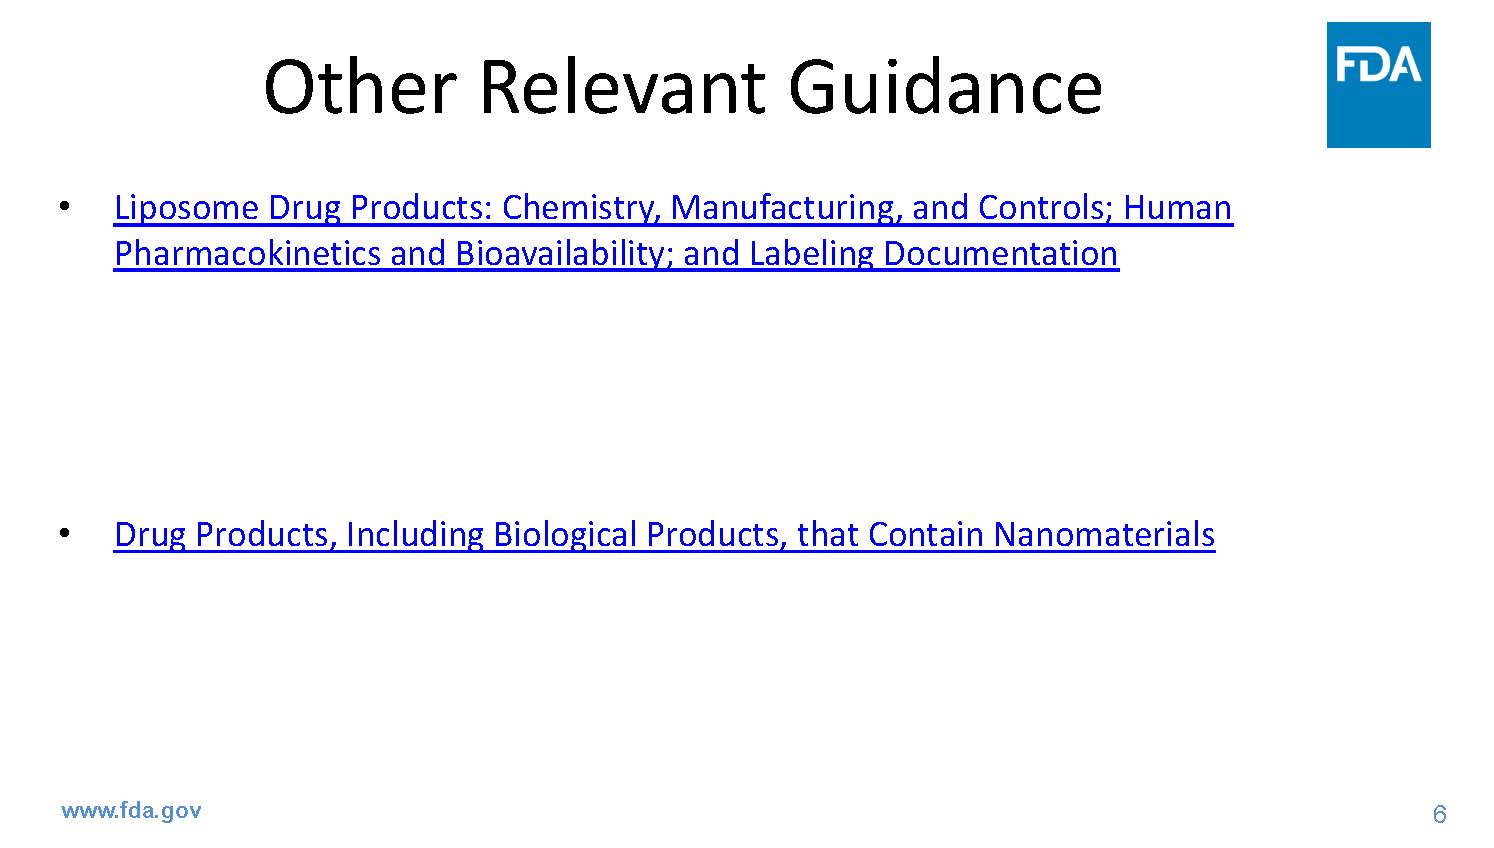 Other Relevant Guidance
FDA
• Liposome Drug Products: Chemistry, Manufacturing, and Controls; Human
Pharmacokinetics and Bioavailability; and Labeling Documentation
• Drug Products, Including Biological Products, that Contain Nanomaterials
www.fda.gov
6